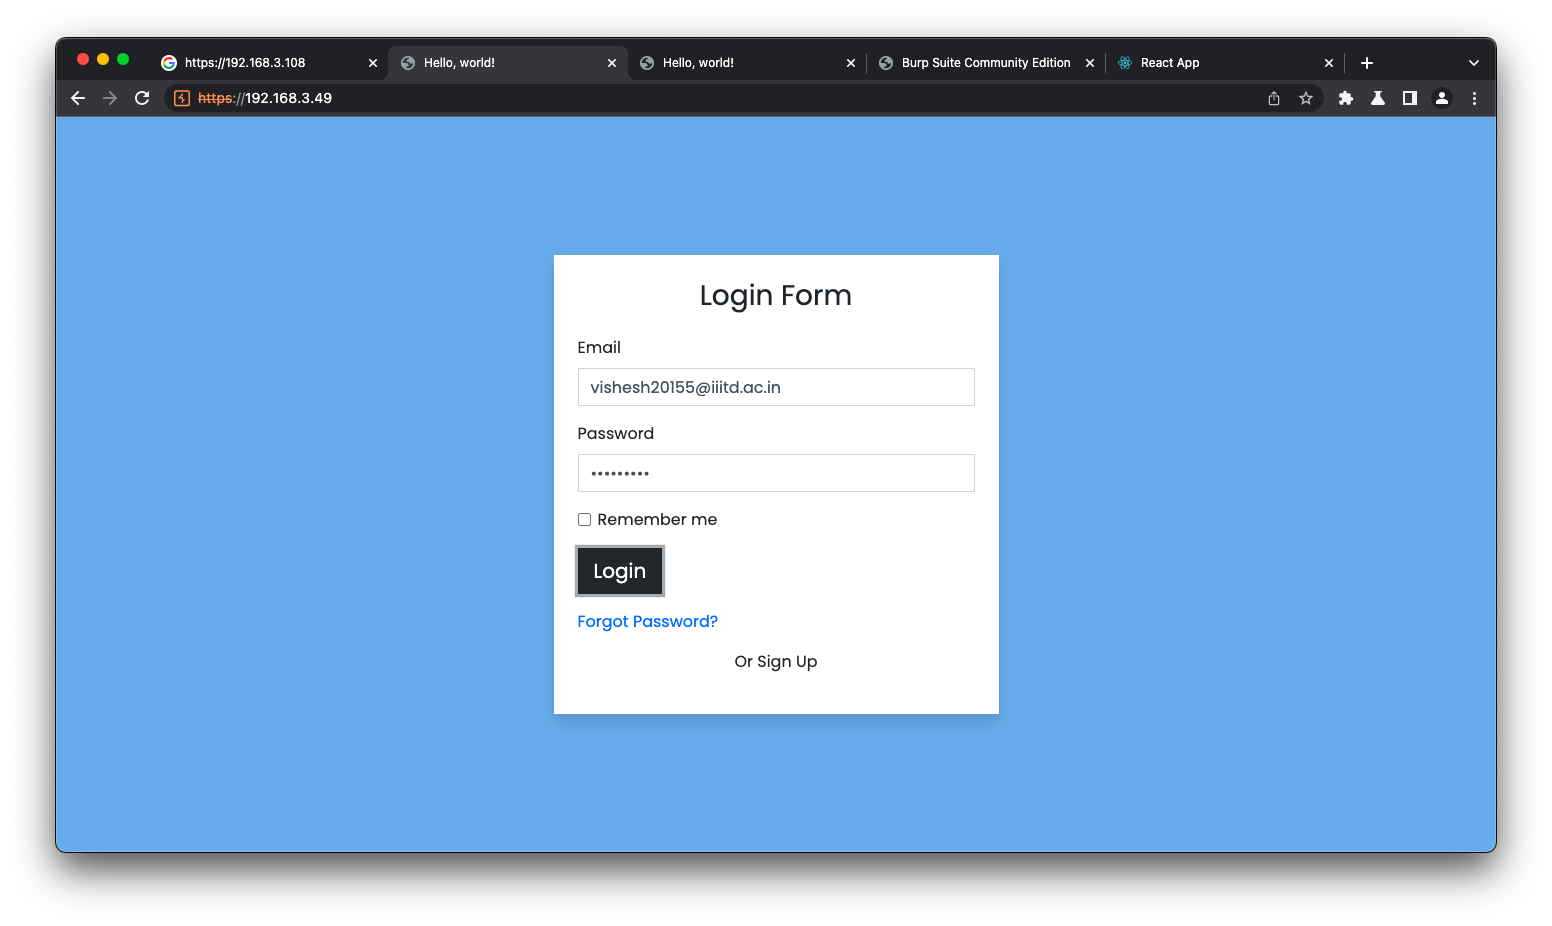 https://192.168.3.108
Hello, world!
Hello, world!
Burp Suite Community Edition
React App
https://192.168.3.49
Login Form
Email
vishesh20155@iiitd.ac.in
Password
•••••••••
Remember me
Login
Forgot Password?
Or Sign Up